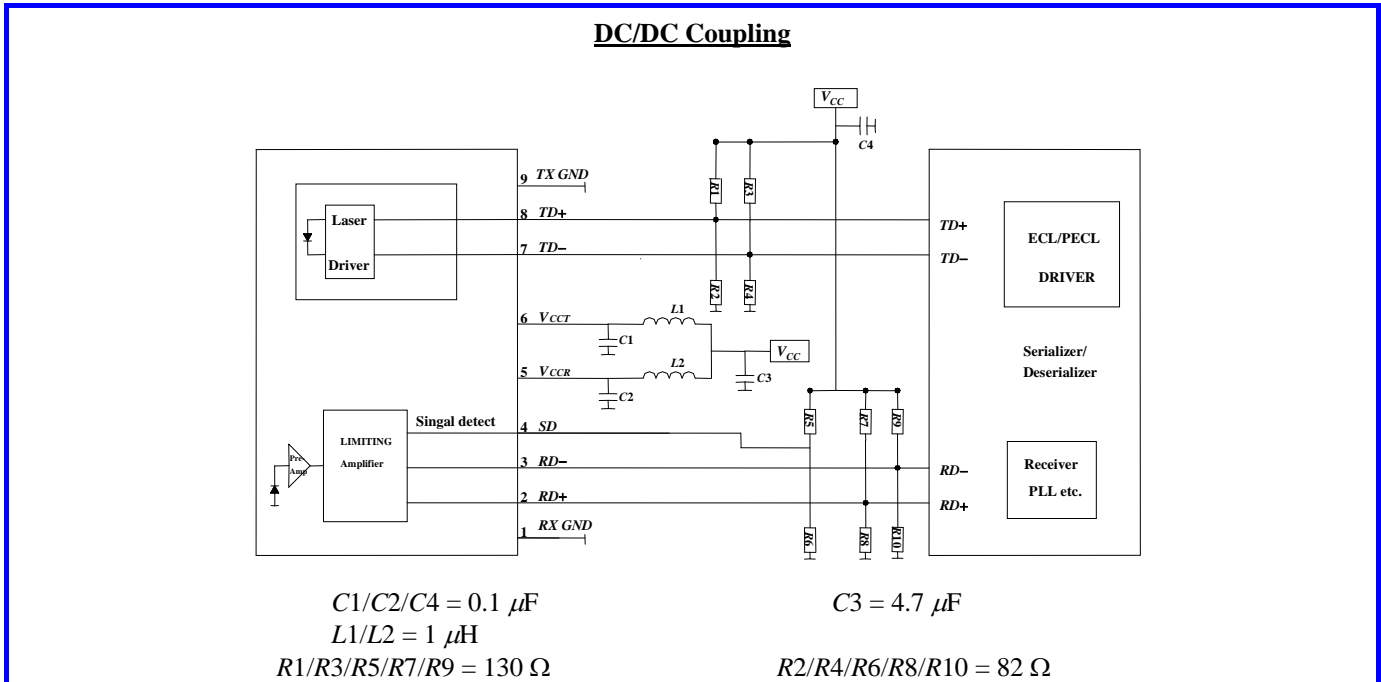 DC/DC Coupling
VCC
C4
9 TX GND
R1
R3
Laser
Driver
8 TD+
7 TD−
TD+
TD−
ECL/PECL
DRIVER
R2
R4
6 VCCT
L1
C1
VCC
5 VCCR
L2
C2
C3
Serializer/
Deserializer
R5
R7
R9
Singal detect
4 SD
LIMITING
Amplifier
Pre
Amp
3 RD−
RD−
Receiver
PLL etc.
2 RD+
RD+
1 RX GND
R6
R8
R10
C1/C2/C4 = 0.1 μF
C3 = 4.7 μF
L1/L2 = 1 μH
R1/R3/R5/R7/R9 = 130 Ω
R2/R4/R6/R8/R10 = 82 Ω